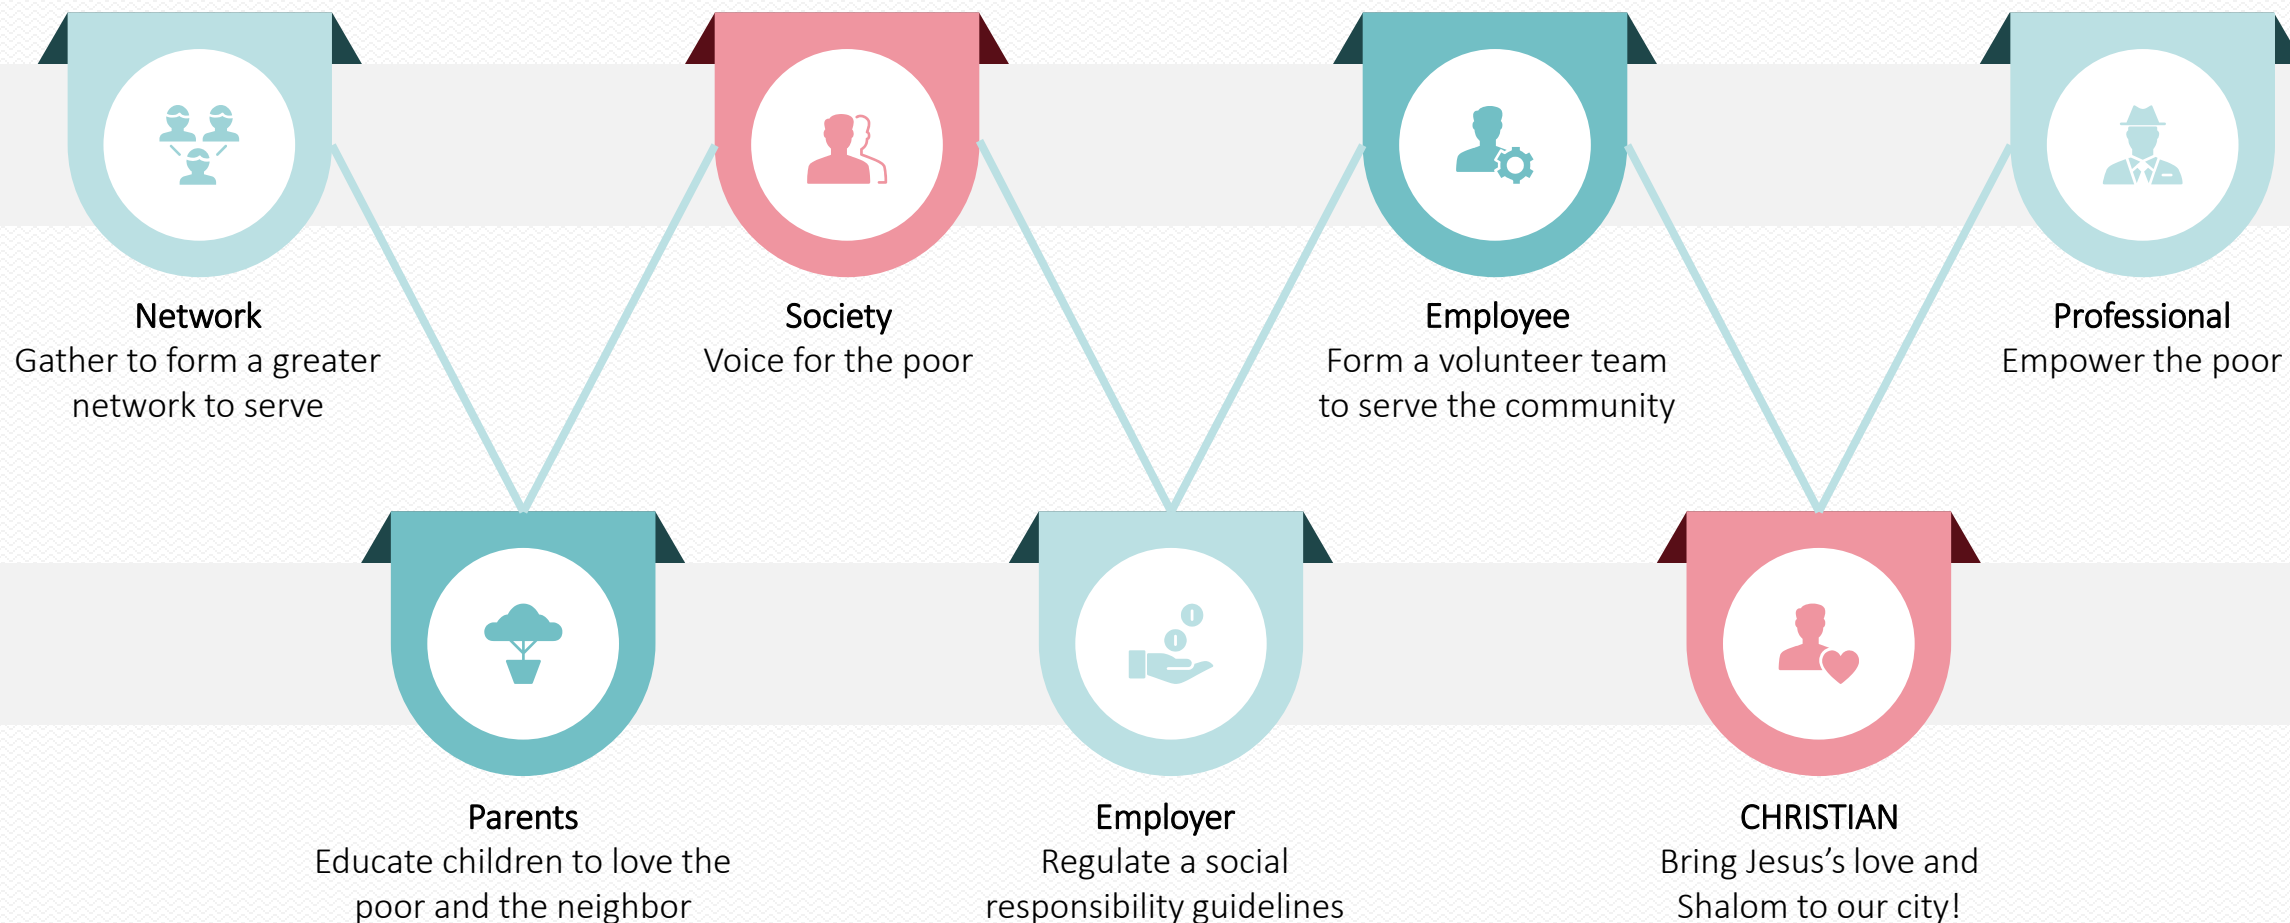 Network
Gather to form a greater
network to serve
Society
Voice for the poor
Employee
Form a volunteer team
to serve the community
Professional
Empower the poor
Parents
Educate children to love the
poor and the neighbor
Employer
Regulate a social
responsibility guidelines
CHRISTIAN
Bring Jesus’s love and
Shalom to our city!